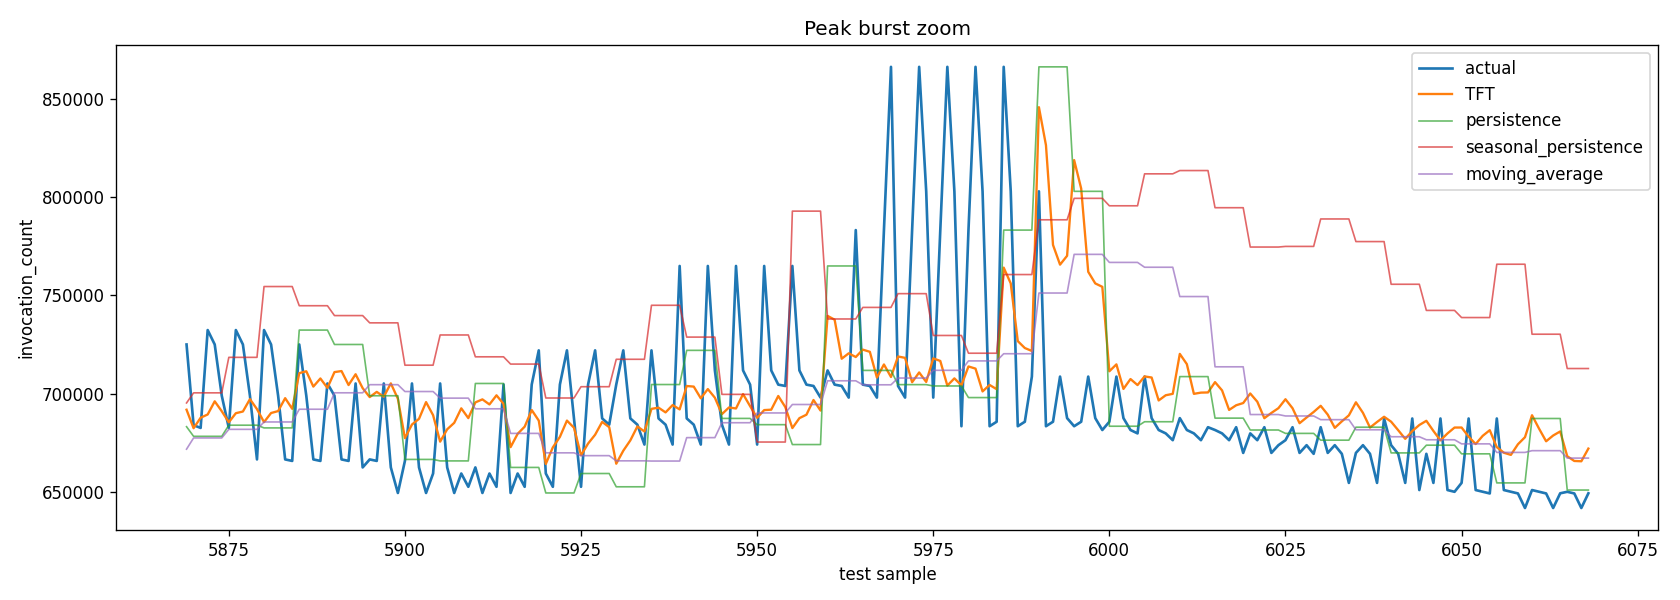 Peak burst zoom
actual
TFT
persistence
seasonal_persistence
moving_average
invocation_count
850000
800000
750000
700000
650000
5875
5900
5925
5950
5975
6000
6025
6050
6075
test sample